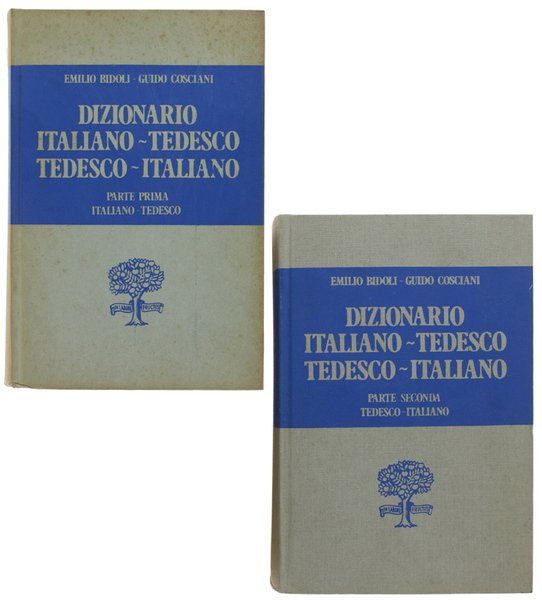 EMILIO BIDOLI - GUIDO COSCIANI
DIZIONARIO
ITALIANO ~ TEDESCO
TEDESCO ~ ITALIANO
PARTE PRIMA
ITALIANO - TEDESCO
EMILIO BIDOLI - GUIDO COSCIANI
DIZIONARIO
ITALIANO ~ TEDESCO
TEDESCO ~ ITALIANO
PARTE SECONDA
TEDESCO - ITALIANO